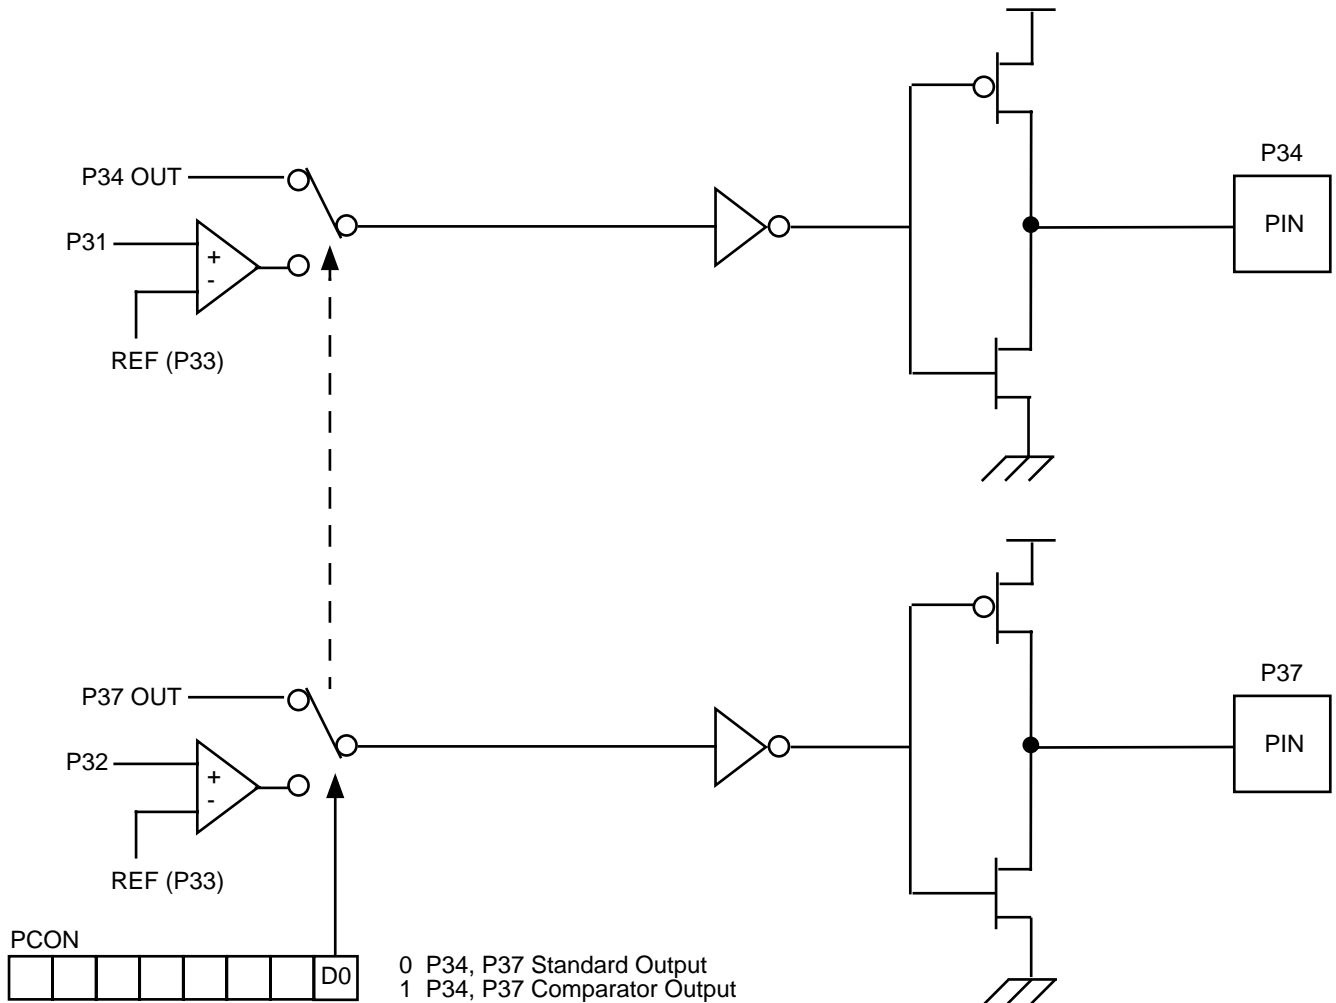 P34
P34 OUT
PIN
P31
+
-
REF (P33)
P37
P37 OUT
PIN
P32
+
-
REF (P33)
PCON
D0
0 P34, P37 Standard Output
1 P34, P37 Comparator Output